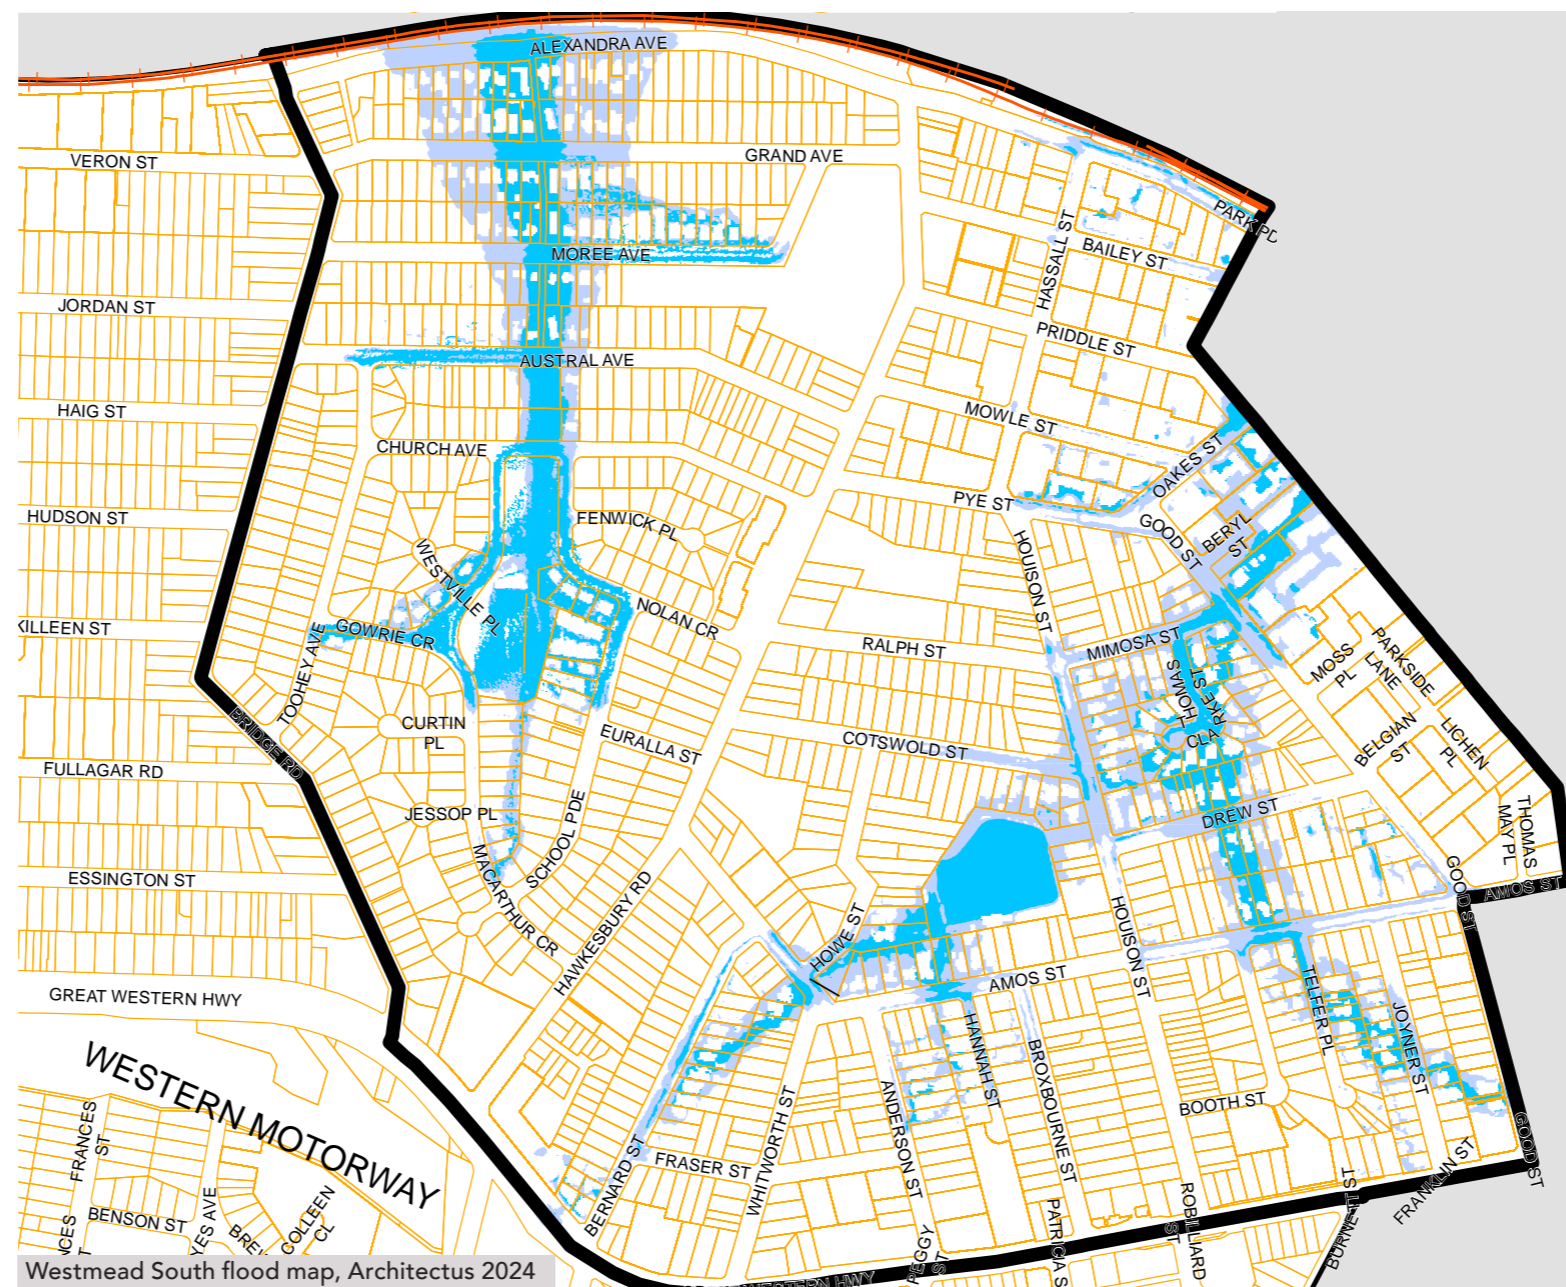 ALEXANDRA AVE
VERON ST
GRAND AVE
PARK PD
HASSALL ST
BAILEY ST
MOREE AVE
JORDAN ST
PRIDDLE ST
AUSTRAL AVE
HAIG ST
MOWLE ST
CHURCH AVE
OAKES ST
PYE ST
HUDSON ST
FENWICK PL
GOOD ST
BERYL
ST
HOUISON ST
WESTVILLE PL
NOLAN CR
KILLEEN ST
GOWRIE CR
RALPH ST
MIMOSA ST
MOSS
PL
PARKSIDE
LANE
TOOHEY AVE
THOMAS
CLARKE ST
CURTIN
PL
BRIDGE RD
EURALLA ST
COTSWOLD ST
BELGIAN
ST
LICHEN
PL
FULLAGAR RD
JESSOP PL
DREW ST
THOMAS
MAY PL
SCHOOL PDE
MACARTHUR CR
ESSINGTON ST
HAWKESBURY RD
GOOD ST
AMOS ST
HOWE ST
HOUISON ST
AMOS ST
GREAT WESTERN HWY
TELFER PL
JOYNER ST
HANNAH ST
BROXBOURNE ST
WESTERN MOTORWAY
ANDERSON ST
WHITWORTH ST
BOOTH ST
FRANCES
ST
BERNARD ST
FRASER ST
GOOD ST
FRANKLIN ST
BURNETT ST
ROBILLIARD
ST
PATRICIA S
PEGGY
ST
BENSON ST
YES AVE
BREI
COLLEEN
CL
NCES
ST
WESTERN HWY
Westmead South flood map, Architectus 2024